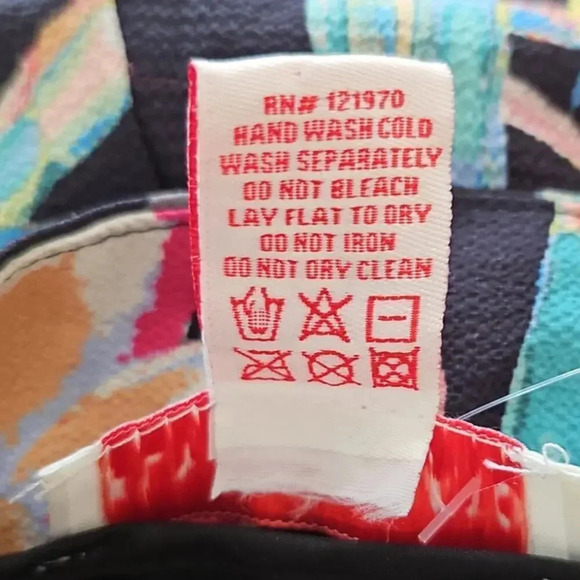 RN# 121970
HAND WASH COLD
WASH SEPARATELY
DO NOT BLEACH
LAY FLAT TO DRY
DO NOT IRON
DO NOT DRY CLEAN